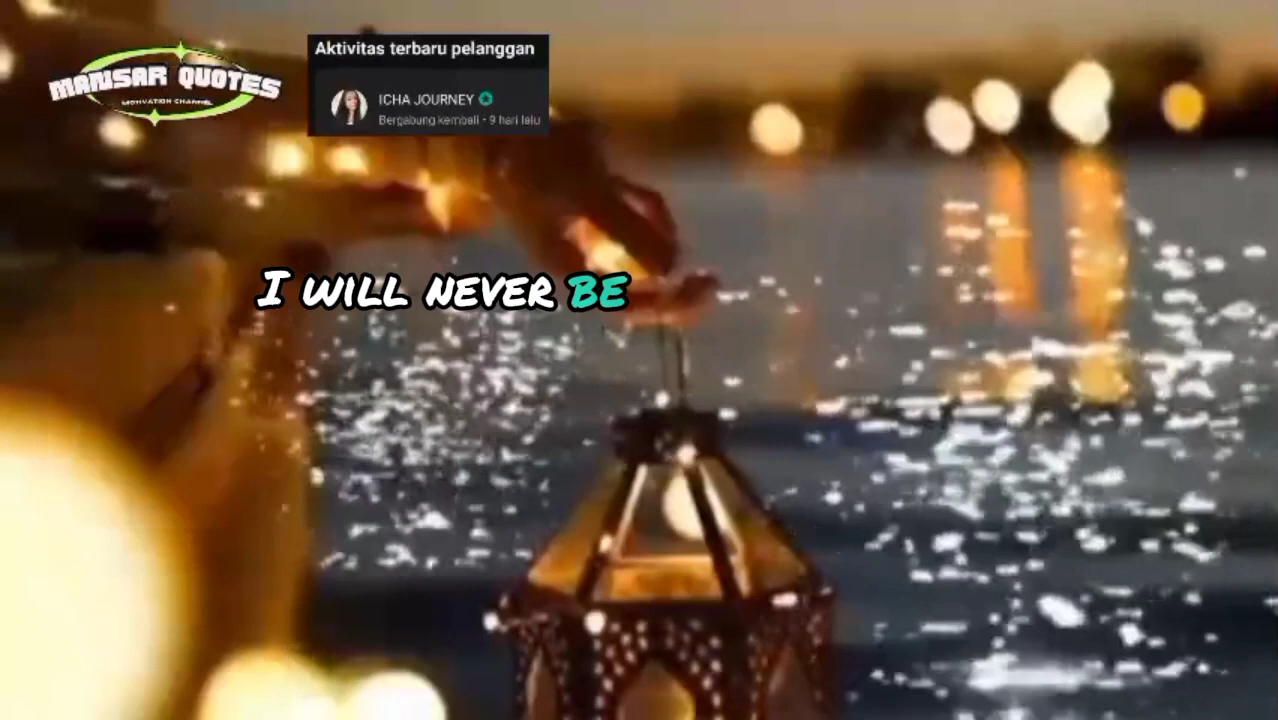 MANSAR QUOTES
MOTIVATION CHANNEL
Aktivitas terbaru pelanggan
ICHA JOURNEY
Bergabung kembali • 9 hari lalu
I WILL NEVER BE